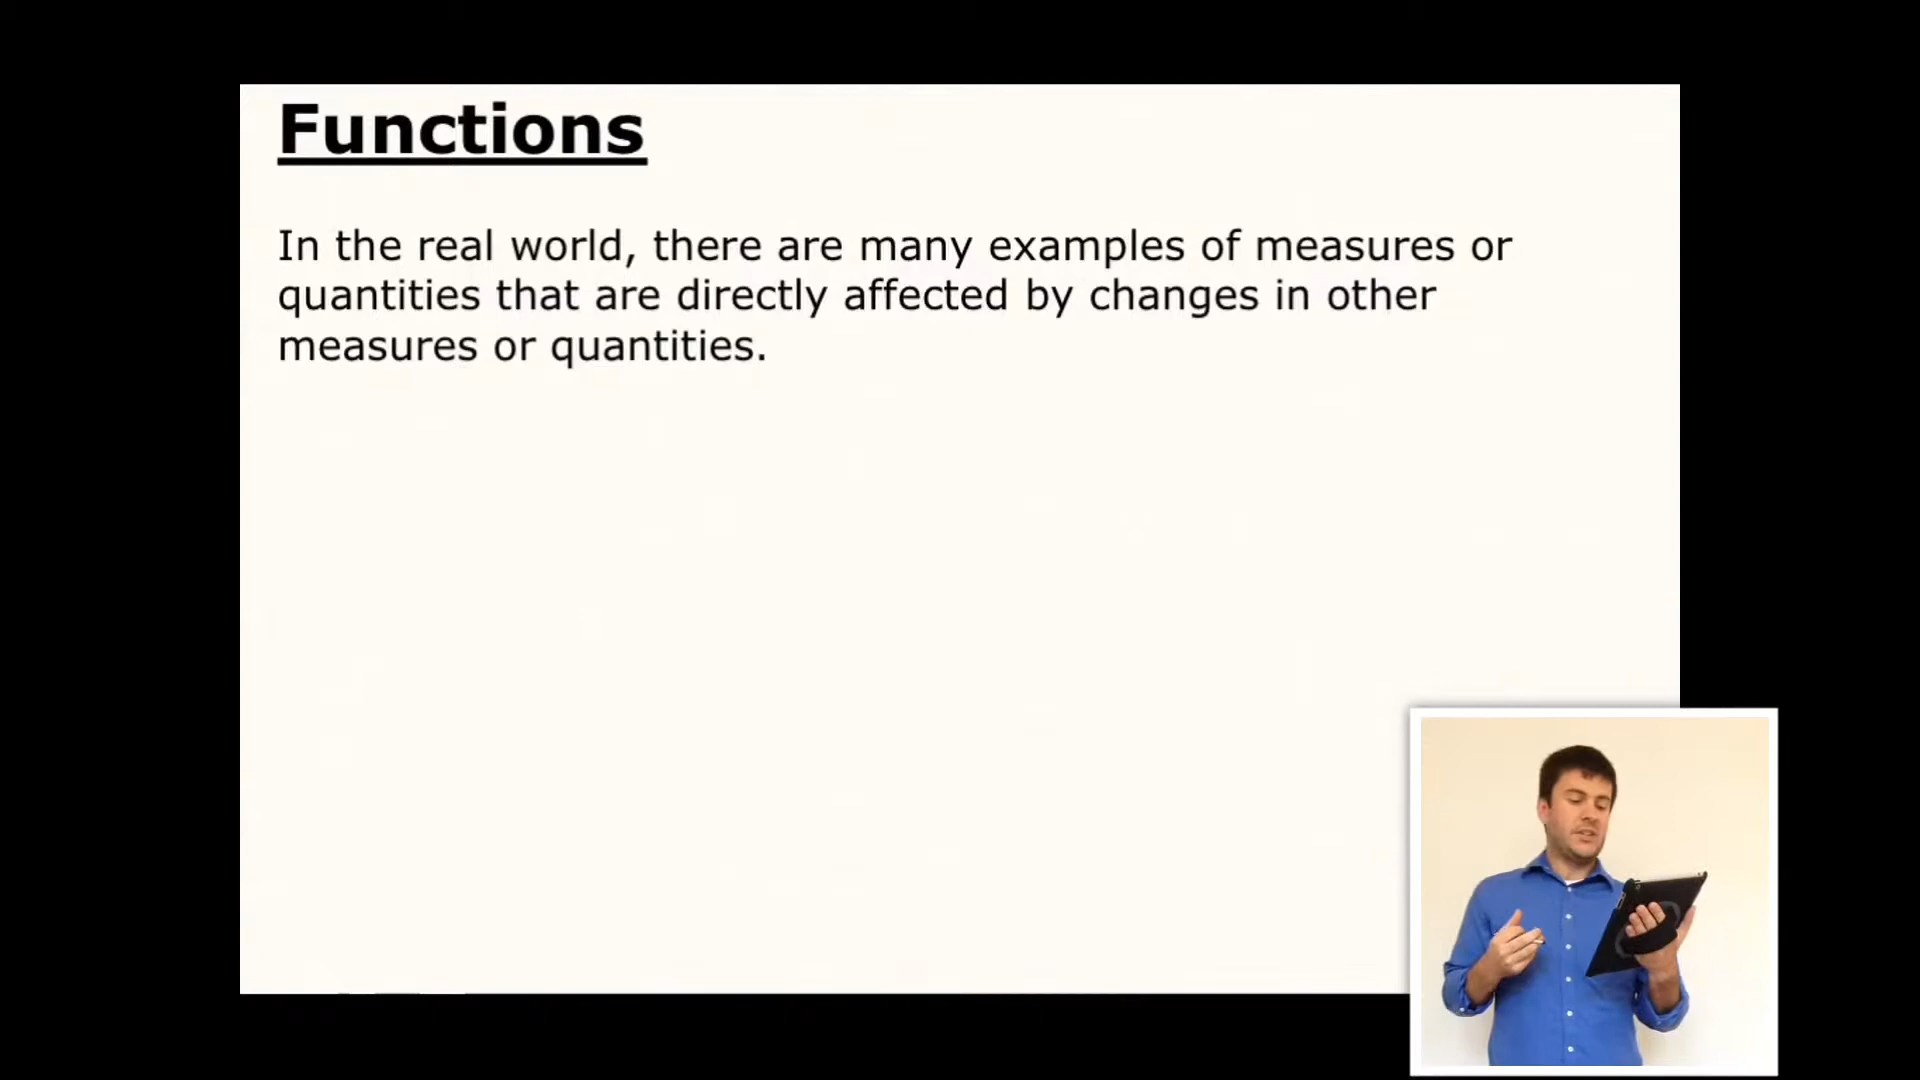 Functions
In the real world, there are many examples of measures or
quantities that are directly affected by changes in other
measures or quantities.